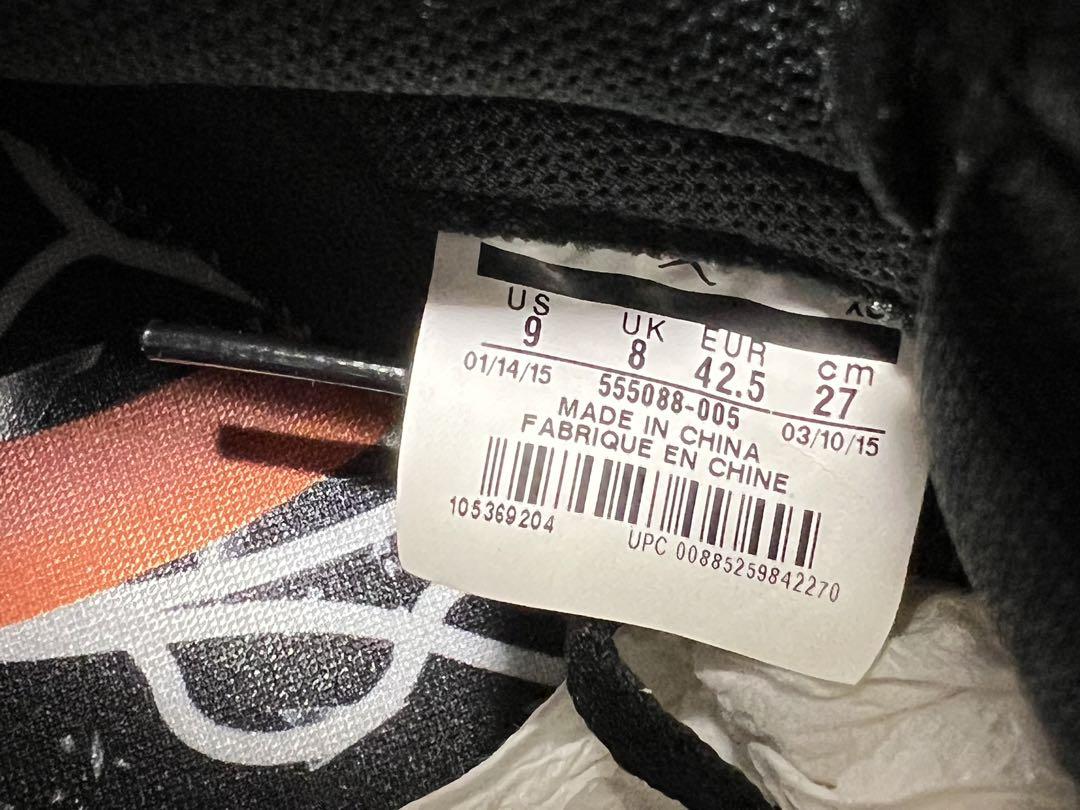 US UK EUR cm
9 8 42.5 27
01/14/15 555088-005 03/10/15
MADE IN CHINA
FABRIQUE EN CHINE
105369204
UPC 00885259842270